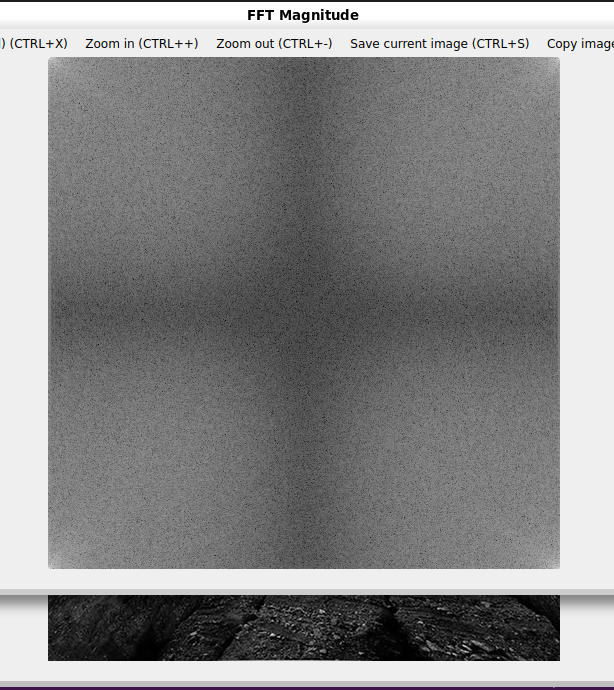 FFT Magnitude
) (CTRL+X) Zoom in (CTRL++) Zoom out (CTRL+-) Save current image (CTRL+S) Copy image